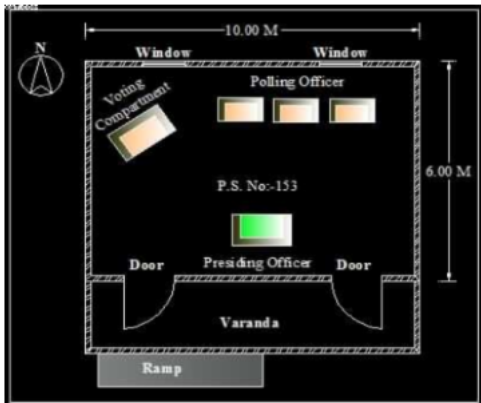 10.00 M
N
Window
Window
Polling Officer
Voting
Compartment
6.00 M
P.S. No:-153
Door
Presiding Officer
Door
Varanda
Ramp